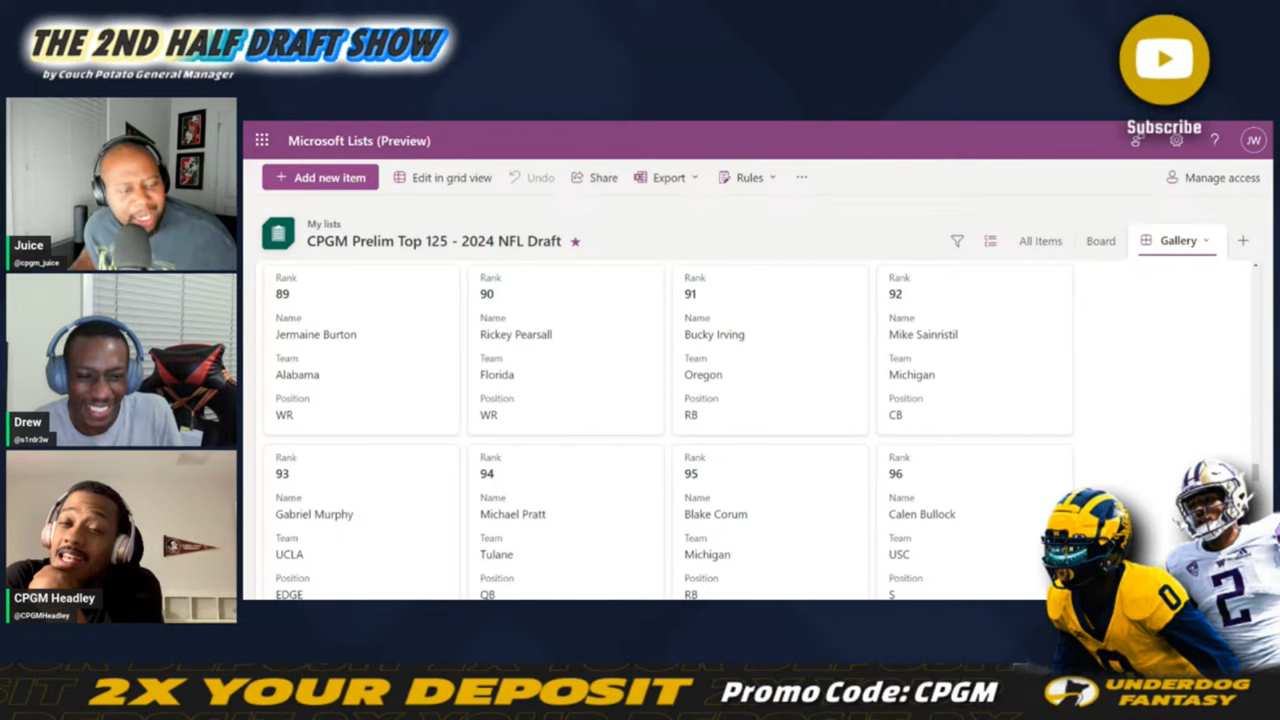 THE 2ND HALF DRAFT SHOW
by Couch Potato General Manager
Subscribe
Juice
@cpgm_juice
Drew
@s1rdr3w
CPGM Headley
@CPGMHeadley
Microsoft Lists (Preview)
? JW
+ Add new item Edit in grid view Undo Share Export Rules ... Manage access
My lists
CPGM Prelim Top 125 - 2024 NFL Draft All Items Board Gallery +
Rank Rank Rank Rank
89 90 91 92
Name Name Name Name
Jermaine Burton Rickey Pearsall Bucky Irving Mike Sainristil
Team Team Team Team
Alabama Florida Oregon Michigan
Position Position Position Position
WR WR RB CB
Rank Rank Rank Rank
93 94 95 96
Name Name Name Name
Gabriel Murphy Michael Pratt Blake Corum Calen Bullock
Team Team Team Team
UCLA Tulane Michigan USC
Position Position Position Position
EDGE QB RB S
0
2
2X YOUR DEPOSIT Promo Code: CPGM UNDERDOG
FANTASY